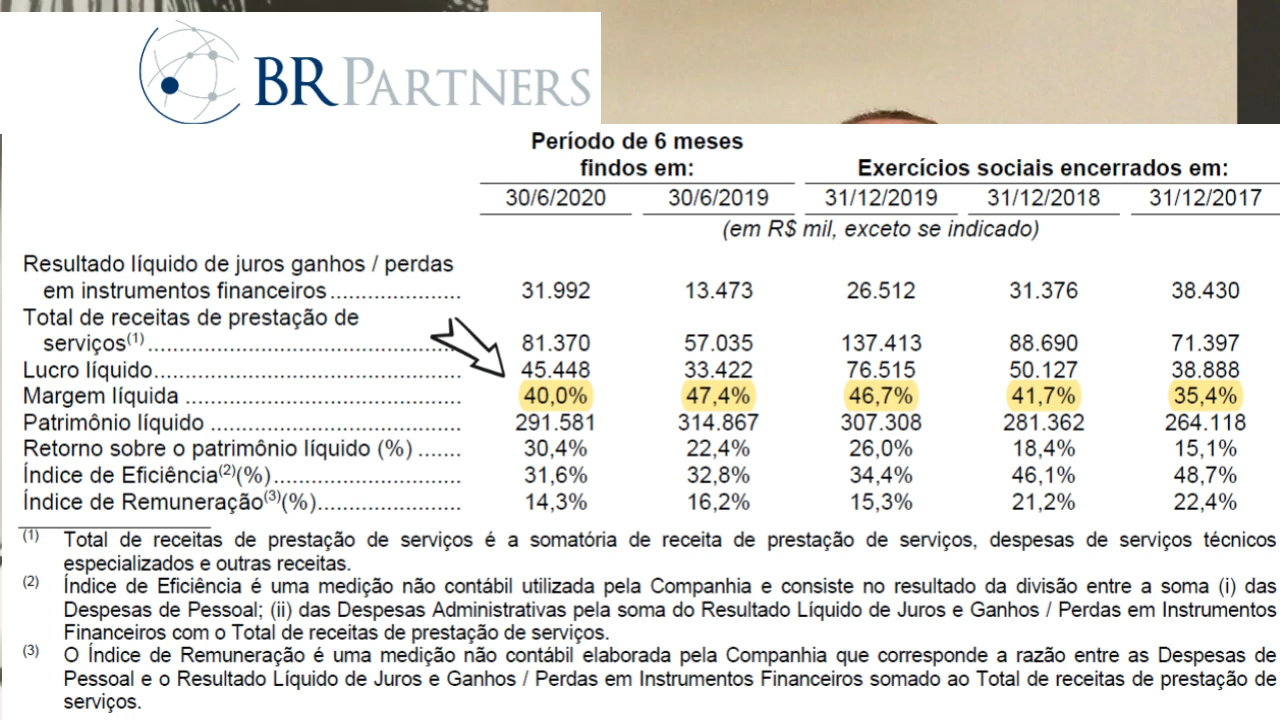 BR PARTNERS
Período de 6 meses
findos em:
Exercícios sociais encerrados em:
30/6/2020 30/6/2019 31/12/2019 31/12/2018 31/12/2017
(em R$ mil, exceto se indicado)
Resultado líquido de juros ganhos / perdas
em instrumentos financeiros..................... 31.992 13.473 26.512 31.376 38.430
Total de receitas de prestação de
serviços(1).................................................. 81.370 57.035 137.413 88.690 71.397
Lucro líquido................................................. 45.448 33.422 76.515 50.127 38.888
Margem líquida ............................................ 40,0% 47,4% 46,7% 41,7% 35,4%
Patrimônio líquido ........................................ 291.581 314.867 307.308 281.362 264.118
Retorno sobre o patrimônio líquido (%) ....... 30,4% 22,4% 26,0% 18,4% 15,1%
Índice de Eficiência(2)(%).............................. 31,6% 32,8% 34,4% 46,1% 48,7%
Índice de Remuneração(3)(%)....................... 14,3% 16,2% 15,3% 21,2% 22,4%
(1) Total de receitas de prestação de serviços é a somatória de receita de prestação de serviços, despesas de serviços técnicos
especializados e outras receitas.
(2) Índice de Eficiência é uma medição não contábil utilizada pela Companhia e consiste no resultado da divisão entre a soma (i) das
Despesas de Pessoal; (ii) das Despesas Administrativas pela soma do Resultado Líquido de Juros e Ganhos / Perdas em Instrumentos
Financeiros com o Total de receitas de prestação de serviços.
(3) O Índice de Remuneração é uma medição não contábil elaborada pela Companhia que corresponde a razão entre as Despesas de
Pessoal e o Resultado Líquido de Juros e Ganhos / Perdas em Instrumentos Financeiros somado ao Total de receitas de prestação de
serviços.